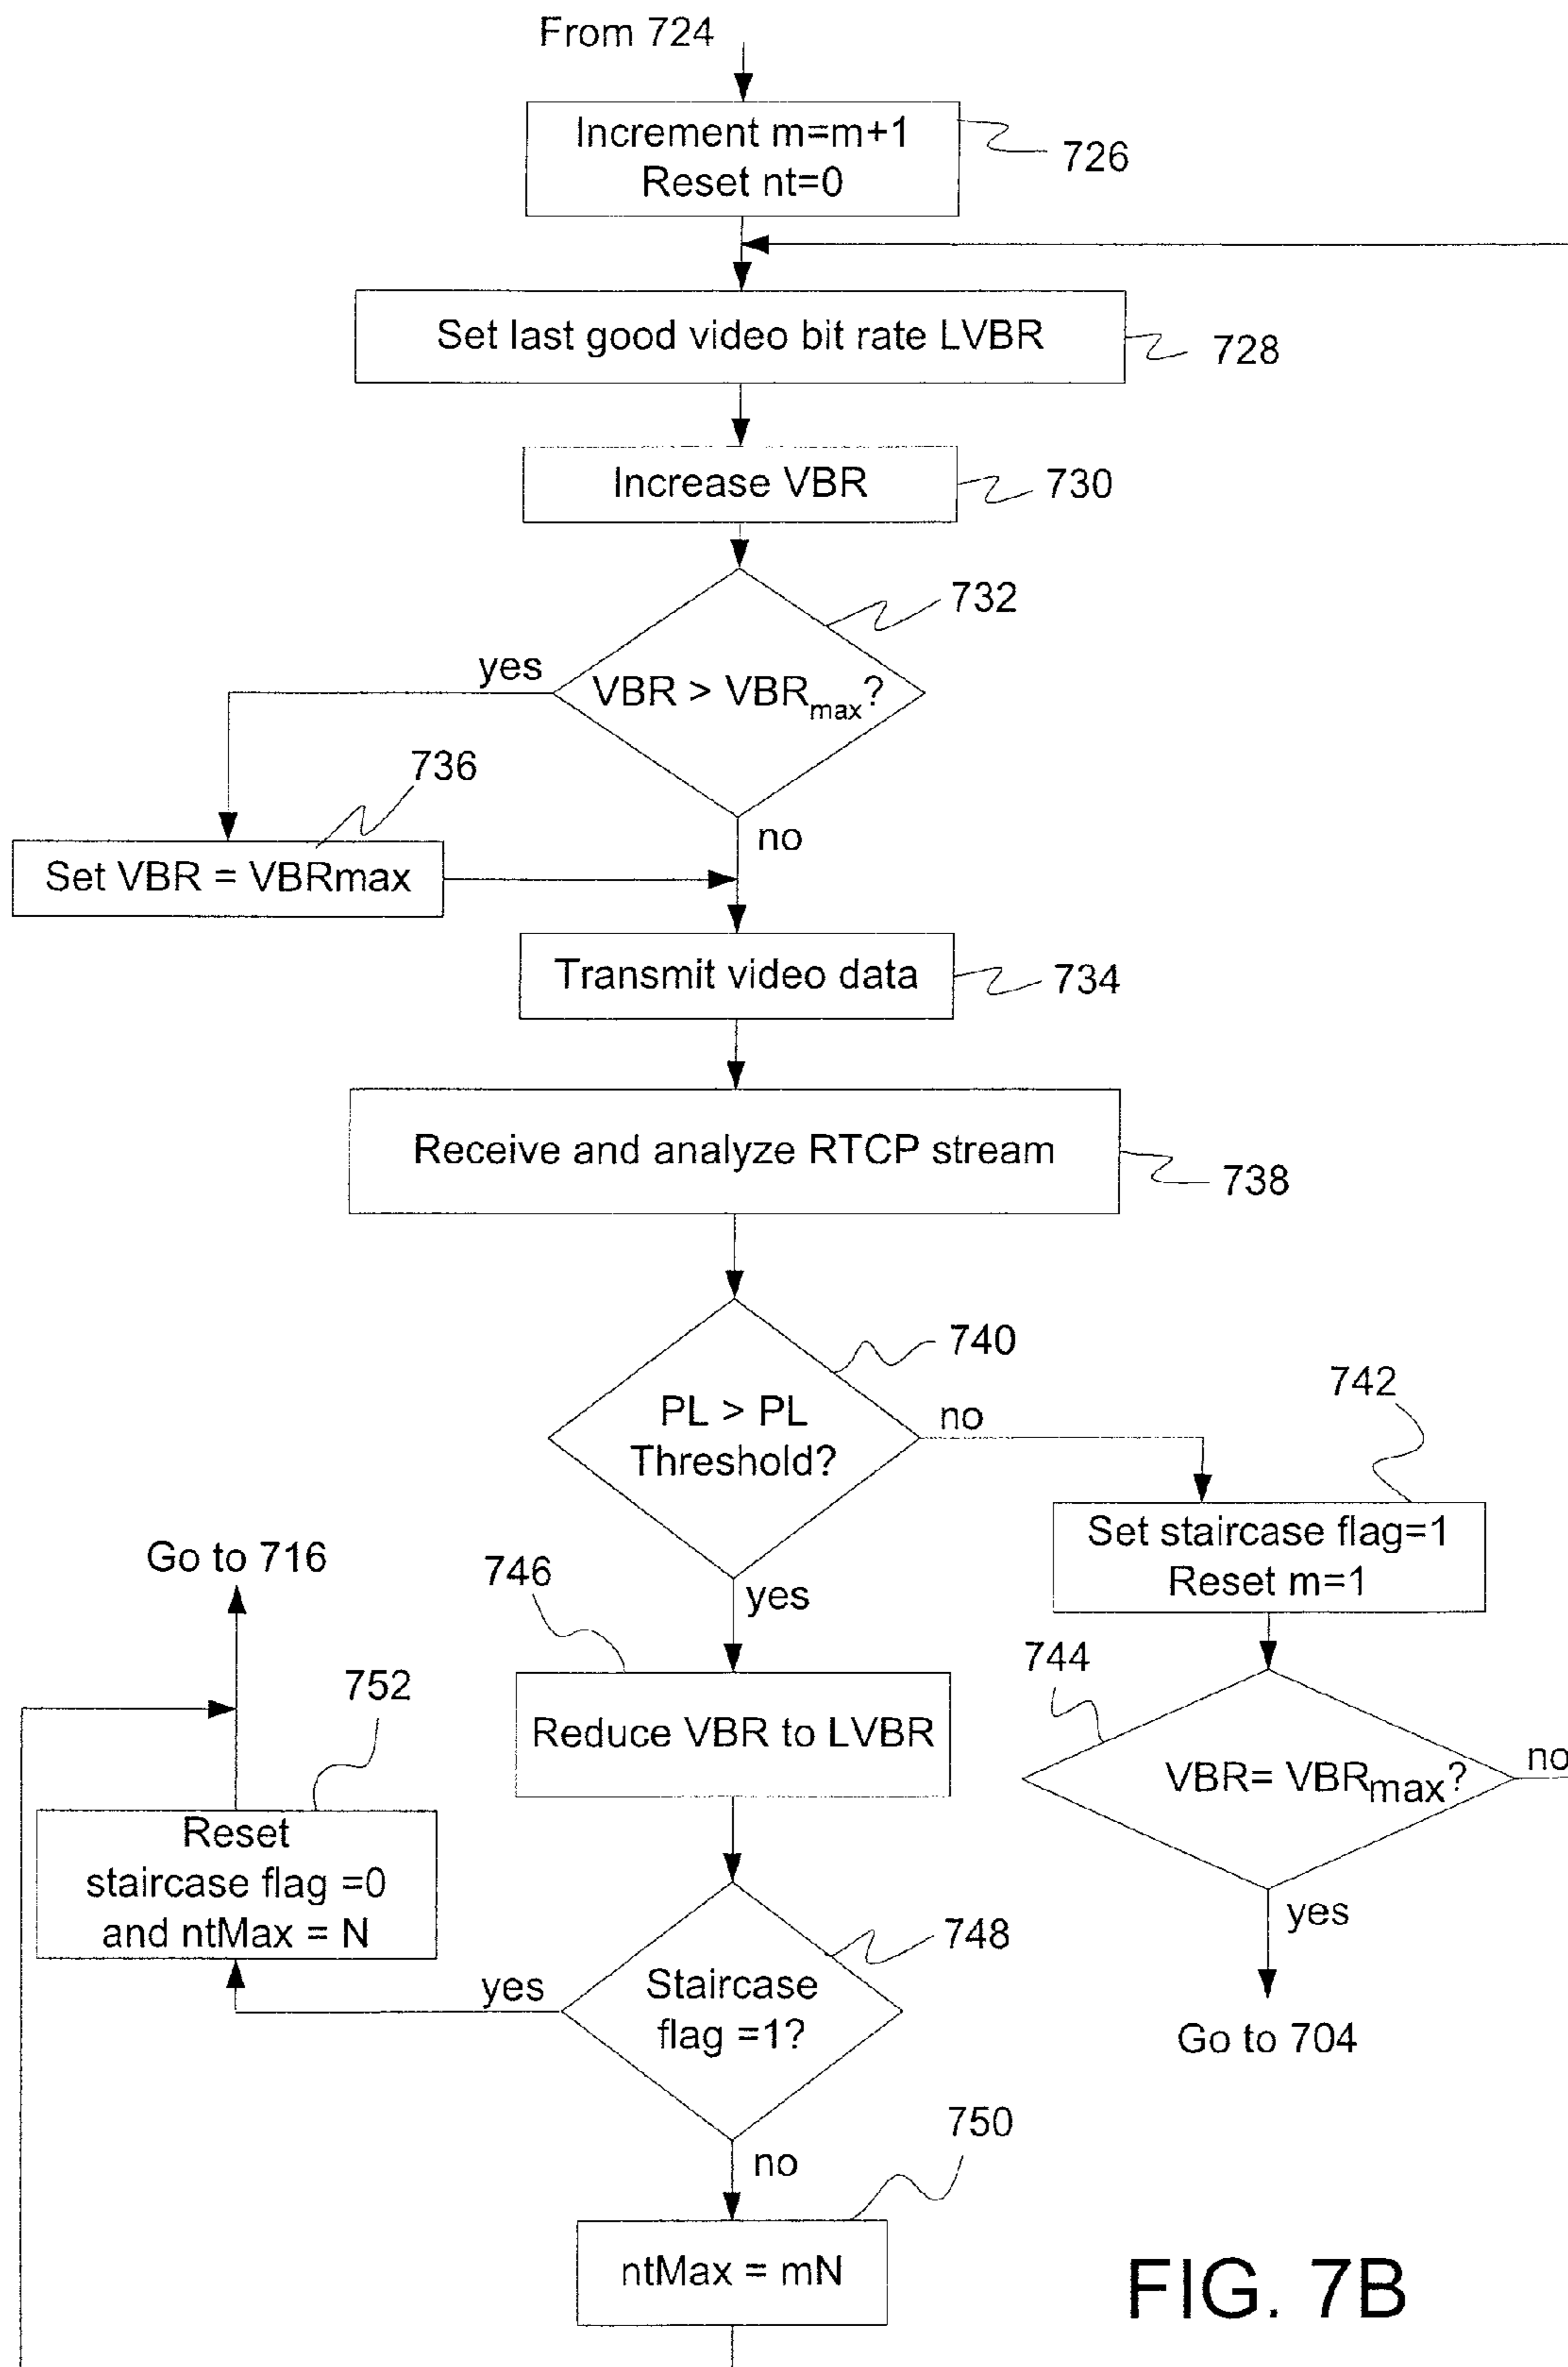 From 724
Increment m=m+1
Reset nt=0
726
Set last good video bit rate LVBR
728
Increase VBR
730
732
yes
VBR > VBRmax?
736
no
Set VBR = VBRmax
Transmit video data
734
Receive and analyze RTCP stream
738
740
PL > PL
Threshold?
no
742
Set staircase flag=1
Reset m=1
yes
Go to 716
746
744
752
Reduce VBR to LVBR
VBR= VBRmax?
no
Reset
staircase flag =0
and ntMax = N
yes
748
yes
Staircase
flag =1?
Go to 704
750
no
ntMax = mN
FIG. 7B